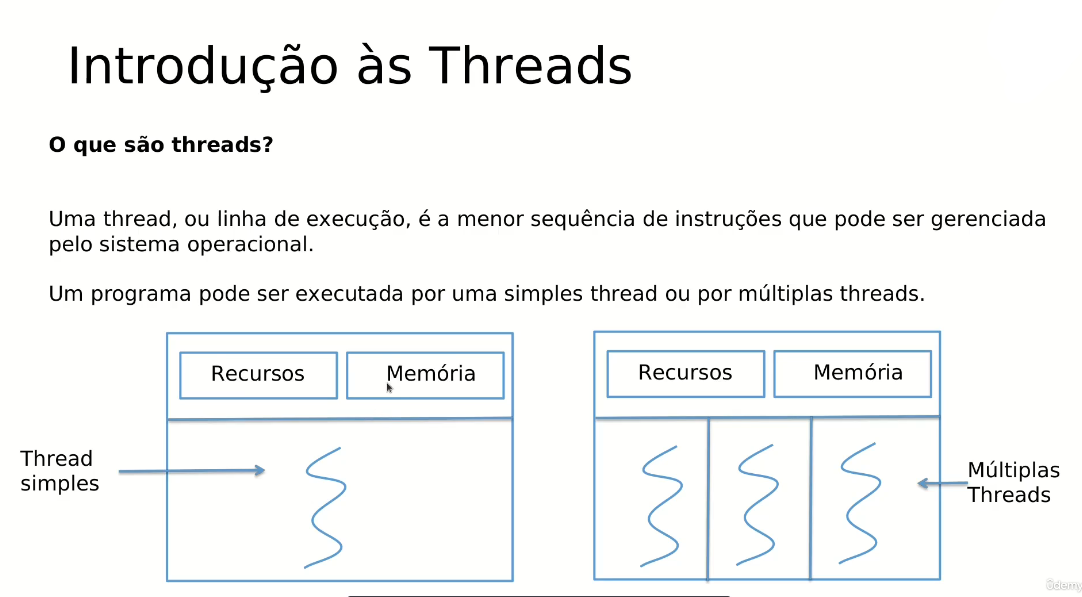 Introdução às Threads
O que são threads?
Uma thread, ou linha de execução, é a menor sequência de instruções que pode ser gerenciada
pelo sistema operacional.
Um programa pode ser executada por uma simples thread ou por múltiplas threads.
Recursos
Memória
Thread
simples
Recursos
Memória
Múltiplas
Threads
ûdemy